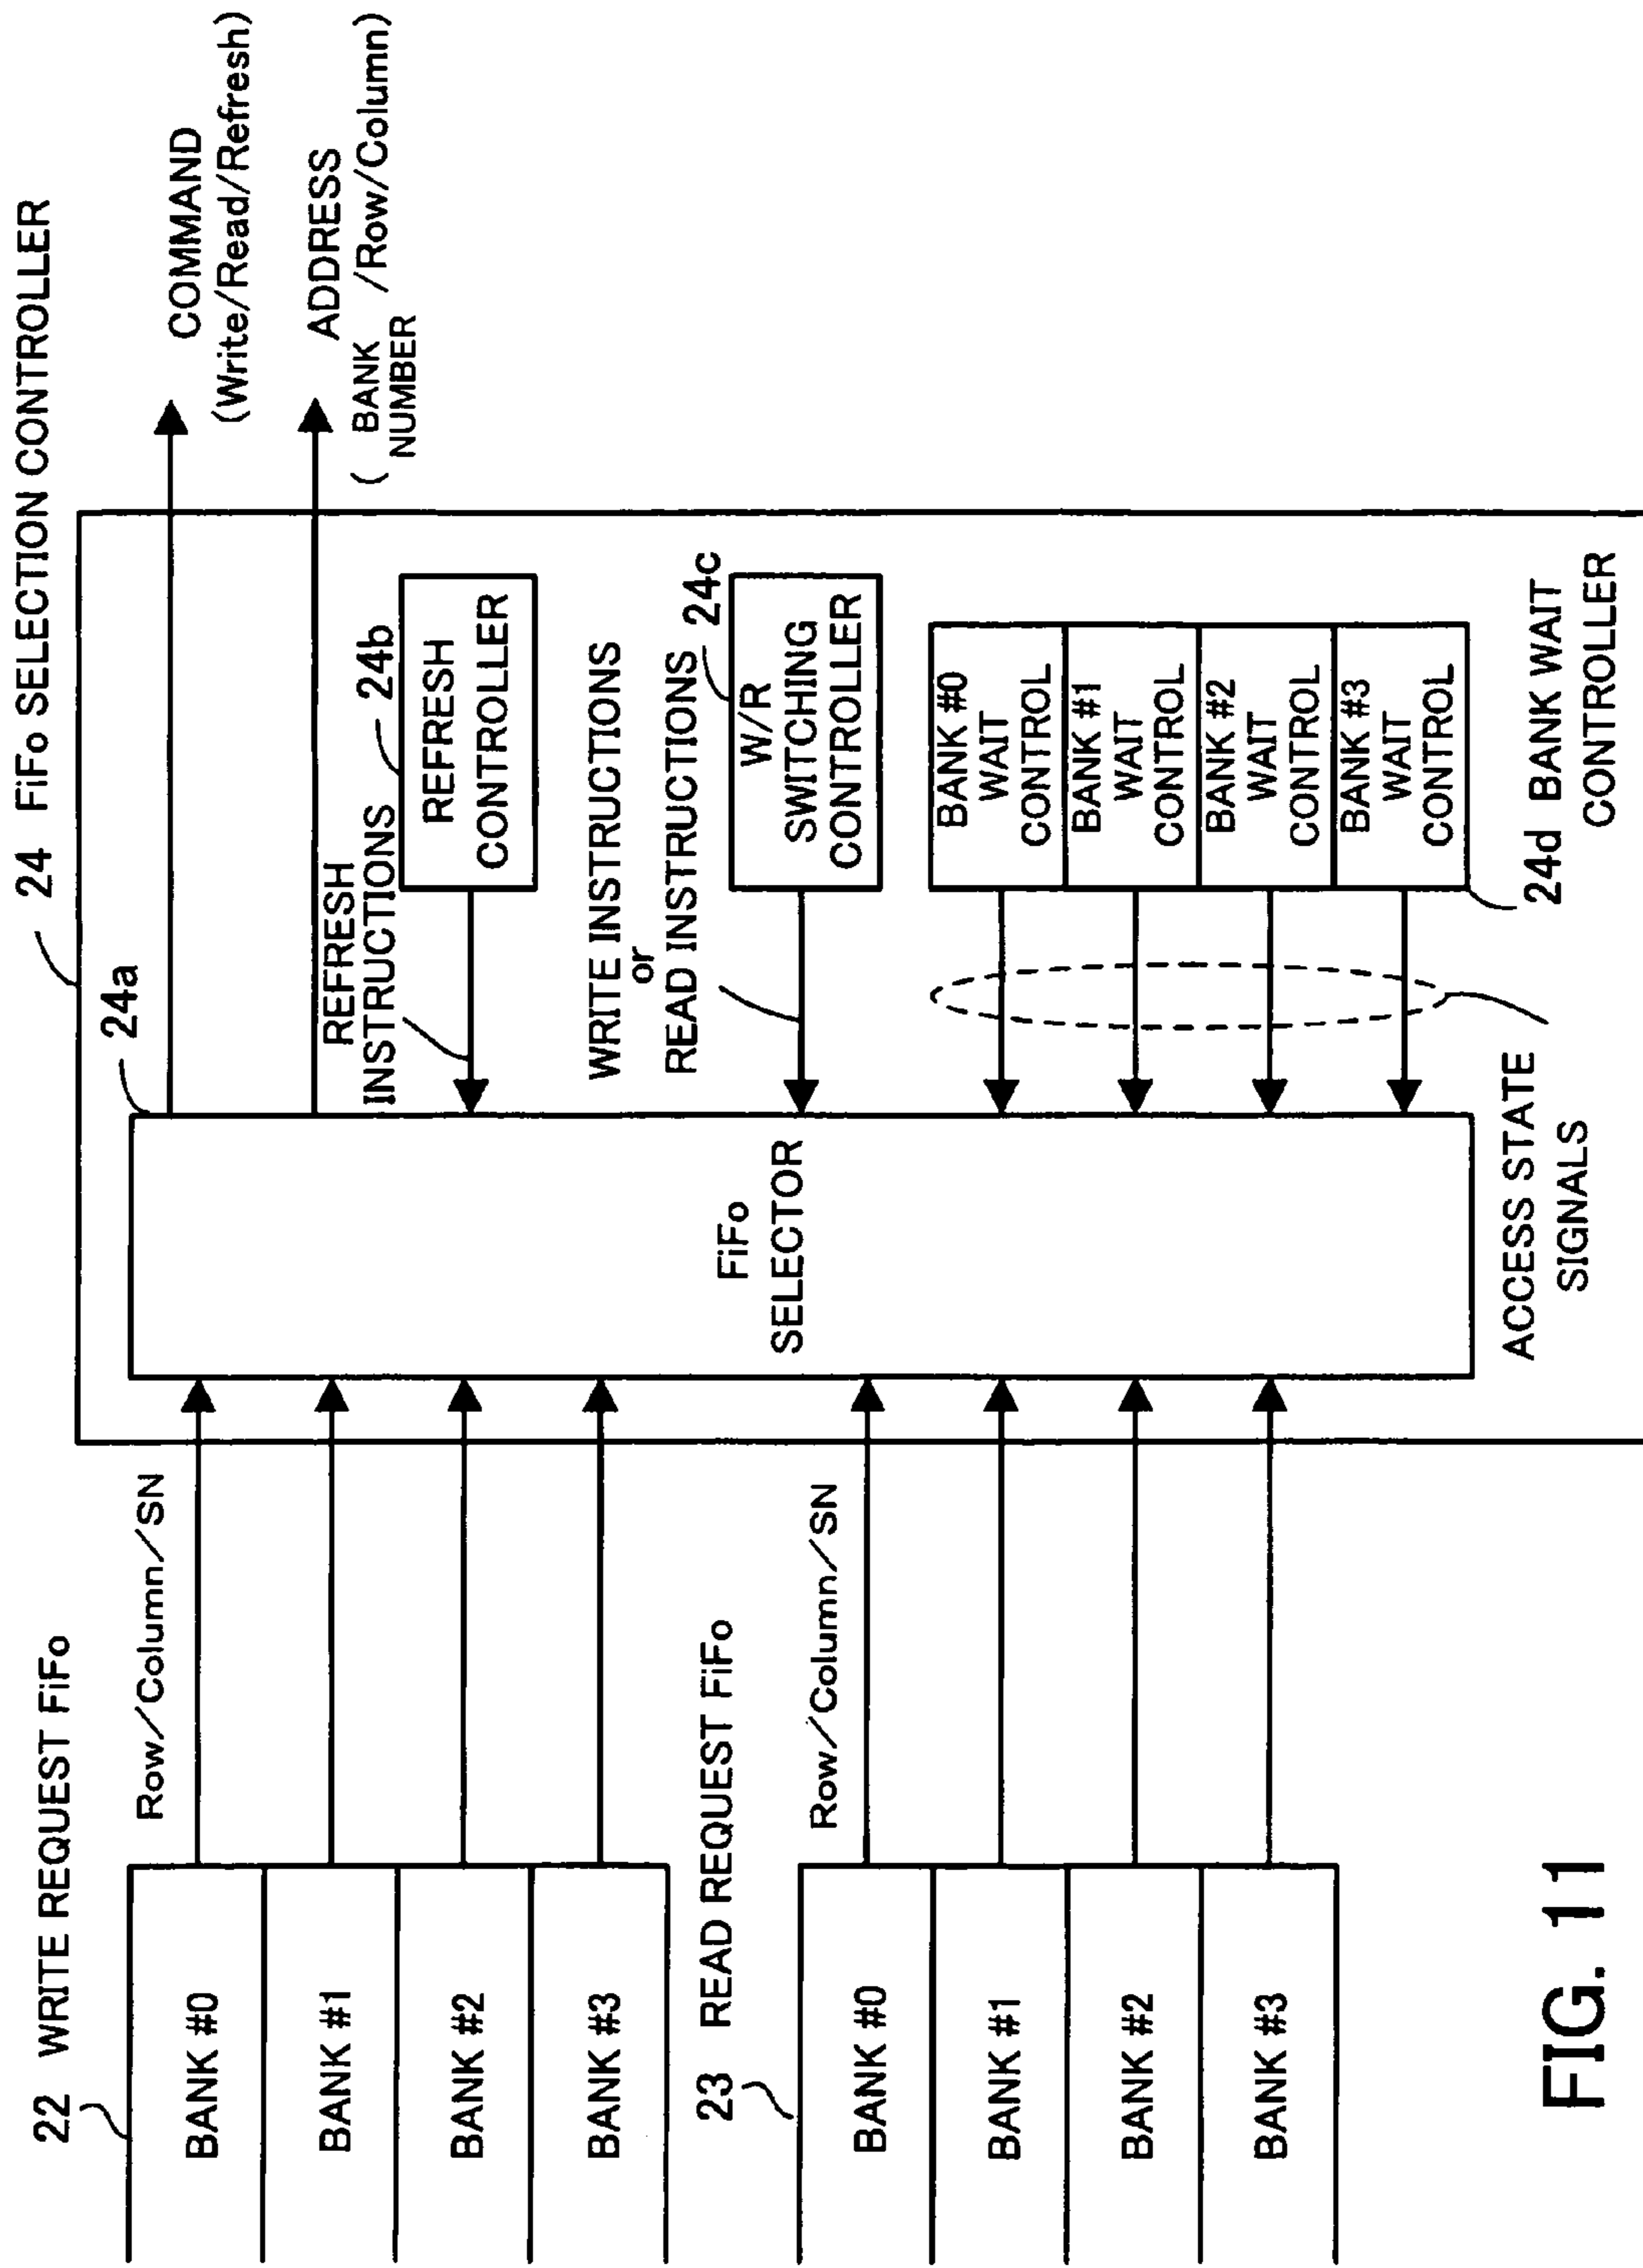 24 FiFo SELECTION CONTROLLER
22 WRITE REQUEST FiFo
BANK #0
BANK #1
BANK #2
BANK #3
Row/Column/SN
23 READ REQUEST FiFo
BANK #0
BANK #1
BANK #2
BANK #3
Row/Column/SN
24a
FiFo
SELECTOR
COMMAND
(Write/Read/Refresh)
ADDRESS
( BANK /Row/Column)
NUMBER
REFRESH
INSTRUCTIONS
24b
REFRESH
CONTROLLER
WRITE INSTRUCTIONS
or
READ INSTRUCTIONS
24c
W/R
SWITCHING
CONTROLLER
BANK #0
WAIT
CONTROL
BANK #1
WAIT
CONTROL
BANK #2
WAIT
CONTROL
BANK #3
WAIT
CONTROL
24d BANK WAIT
CONTROLLER
ACCESS STATE
SIGNALS
FIG. 11